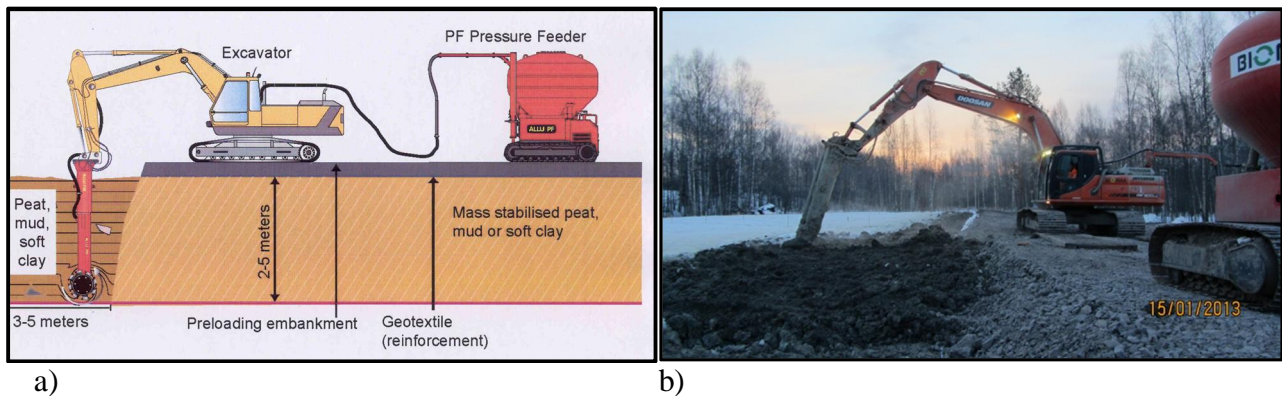 Excavator
PF Pressure Feeder
ALLU PF
Peat,
mud,
soft
clay
2-5 meters
Mass stabilised peat,
mud or soft clay
3-5 meters
Preloading embankment
Geotextile
(reinforcement)
DOOSAN
15/01/2013
a)
b)